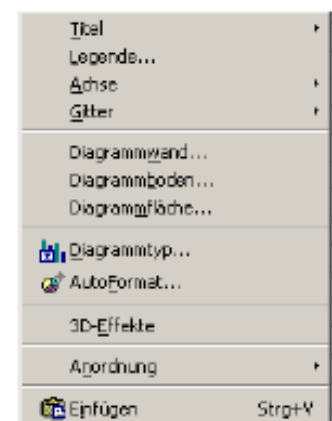 Titel
Legende...
Achse
Gitter
Diagrammwand...
Diagrammboden...
Diagrammfläche...
Diagrammtyp...
AutoFormat...
3D-Effekte
Anordnung
Einfügen Strg+V